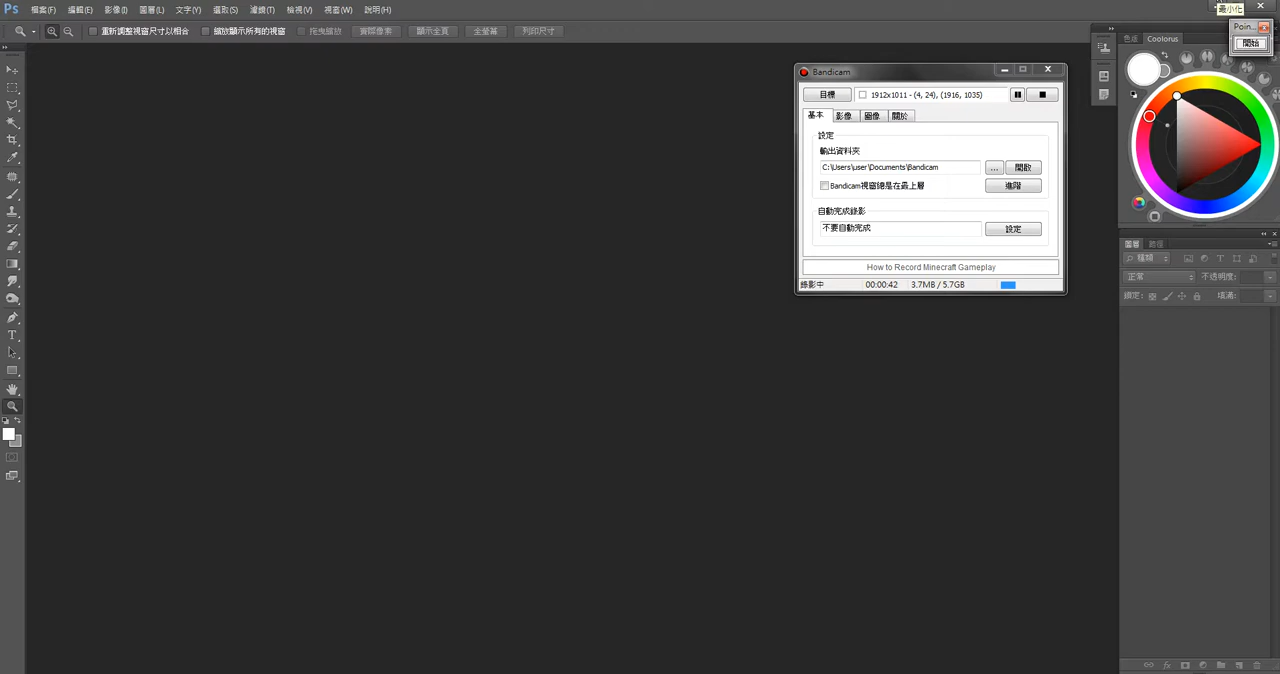 Ps 檔案(F) 編輯(E) 影像(I) 圖層(L) 文字(Y) 選取(S) 濾鏡(T) 檢視(V) 視窗(W) 說明(H)
最小化
重新調整視窗尺寸以相合 縮放顯示所有的視窗 拖曳縮放 實際像素 顯示全頁 全螢幕 列印尺寸
Poin...
開始
色票 Coolorus
Bandicam
目標 1912x1011 - (4, 24), (1916, 1035)
基本 影像 圖像 關於
設定
輸出資料夾
C:\Users\user\Documents\Bandicam ... 開啟
Bandicam視窗總是在最上層 進階
自動完成錄影
不要自動完成 設定
How to Record Minecraft Gameplay
錄影中 00:00:42 3.7MB / 5.7GB
圖層 路徑
種類
正常 不透明度:
鎖定: 填滿: